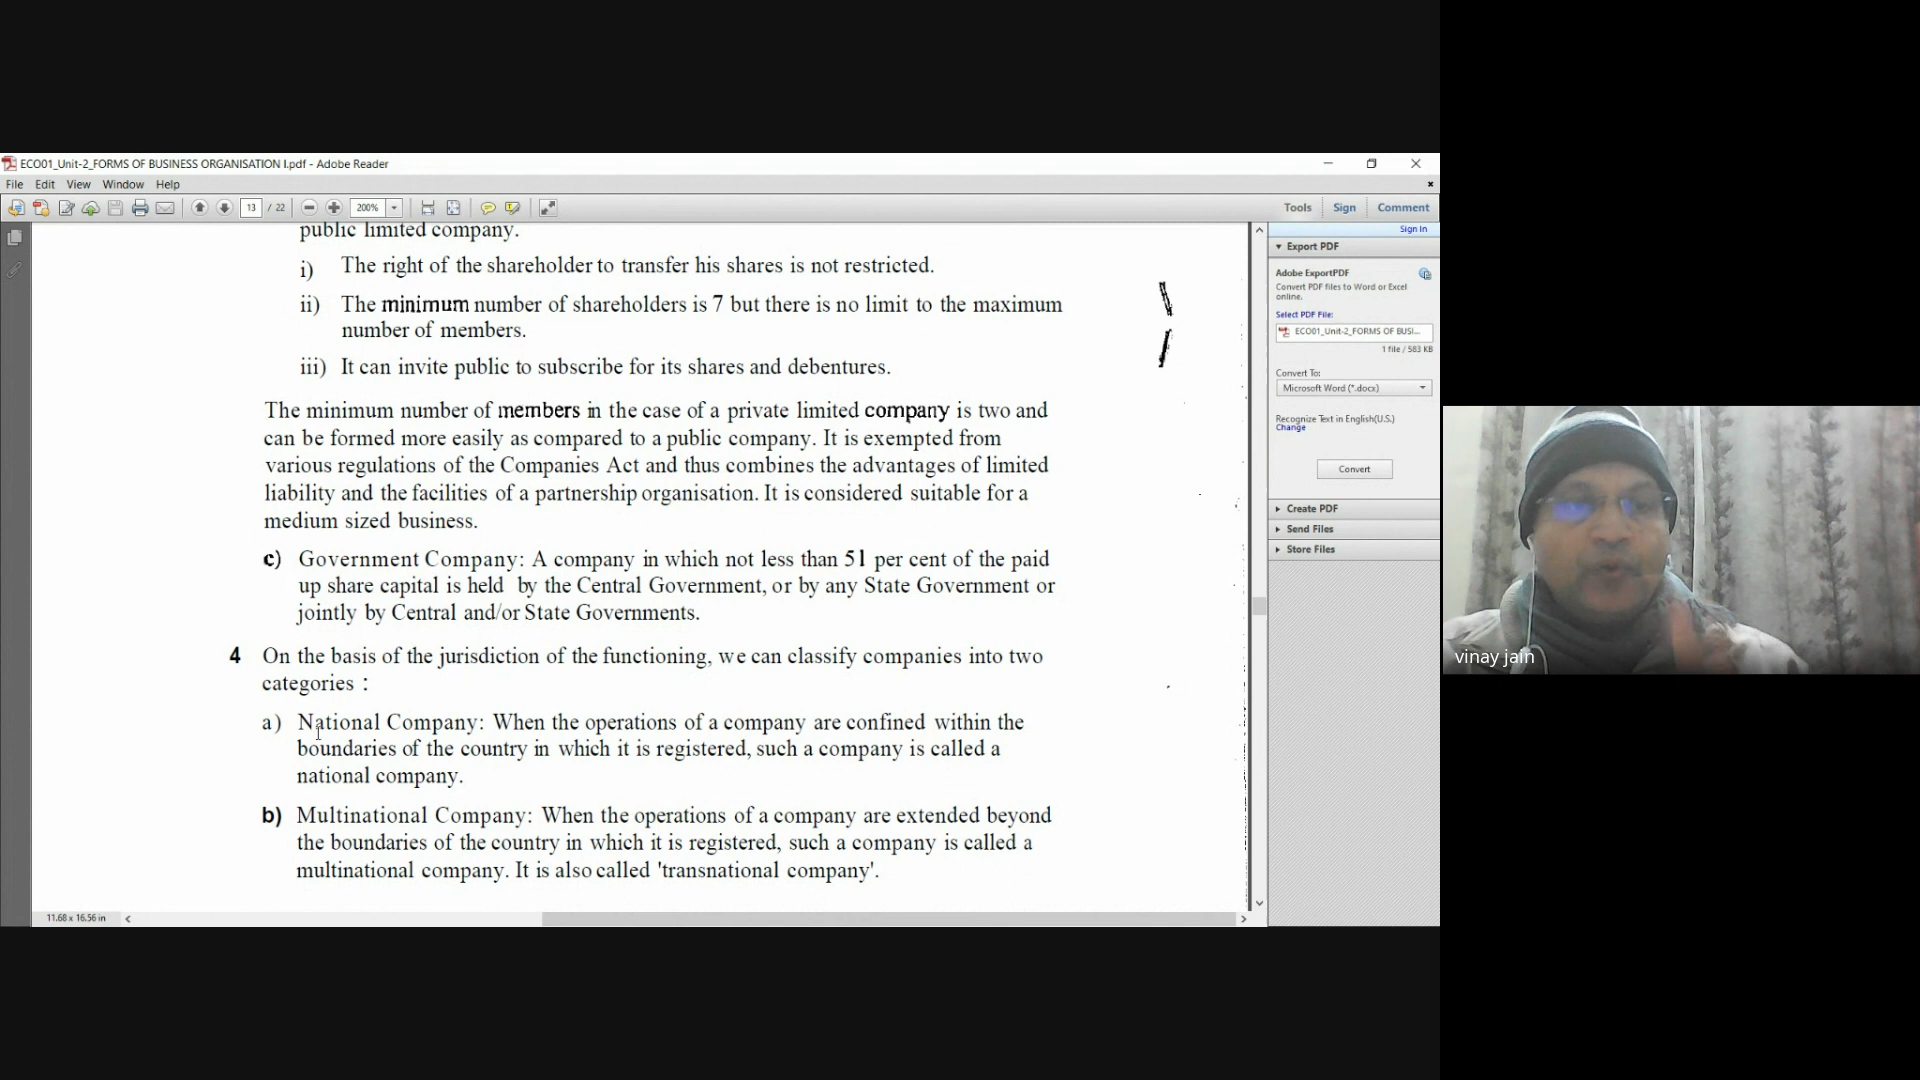 ECO01_Unit-2_FORMS OF BUSINESS ORGANISATION I.pdf - Adobe Reader
File Edit View Window Help
13 / 22 200% Tools Sign Comment
Sign In
public limited company.
i) The right of the shareholder to transfer his shares is not restricted.
ii) The minimum number of shareholders is 7 but there is no limit to the maximum
number of members.
iii) It can invite public to subscribe for its shares and debentures.
The minimum number of members in the case of a private limited company is two and
can be formed more easily as compared to a public company. It is exempted from
various regulations of the Companies Act and thus combines the advantages of limited
liability and the facilities of a partnership organisation. It is considered suitable for a
medium sized business.
c) Government Company: A company in which not less than 51 per cent of the paid
up share capital is held by the Central Government, or by any State Government or
jointly by Central and/or State Governments.
4 On the basis of the jurisdiction of the functioning, we can classify companies into two
categories :
a) National Company: When the operations of a company are confined within the
boundaries of the country in which it is registered, such a company is called a
national company.
b) Multinational Company: When the operations of a company are extended beyond
the boundaries of the country in which it is registered, such a company is called a
multinational company. It is also called 'transnational company'.
11.68 x 16.56 in
Export PDF
Adobe ExportPDF
Convert PDF files to Word or Excel
online.
Select PDF File:
ECO01_Unit-2_FORMS OF BUSI...
1 file / 583 KB
Convert To:
Microsoft Word (*.docx)
Recognize Text in English(U.S.)
Change
Convert
Create PDF
Send Files
Store Files
vinay jain